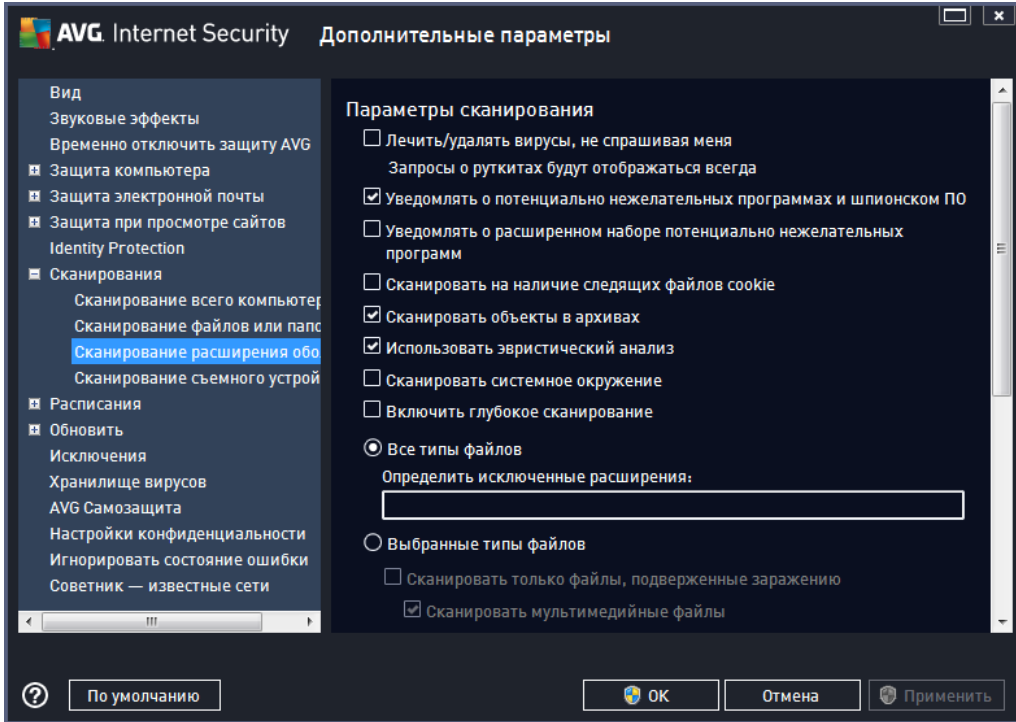 AVG. Internet Security Дополнительные параметры
Вид
Звуковые эффекты
Временно отключить защиту AVG
Защита компьютера
Защита электронной почты
Защита при просмотре сайтов
Identity Protection
Сканирования
Сканирование всего компьютер
Сканирование файлов или папо
Сканирование расширения обо
Сканирование съемного устрой
Расписания
Обновить
Исключения
Хранилище вирусов
AVG Самозащита
Настройки конфиденциальности
Игнорировать состояние ошибки
Советник — известные сети
Параметры сканирования
Лечить/удалять вирусы, не спрашивая меня
Запросы о руткитах будут отображаться всегда
Уведомлять о потенциально нежелательных программах и шпионском ПО
Уведомлять о расширенном наборе потенциально нежелательных
программ
Сканировать на наличие следящих файлов cookie
Сканировать объекты в архивах
Использовать эвристический анализ
Сканировать системное окружение
Включить глубокое сканирование
Все типы файлов
Определить исключенные расширения:
Выбранные типы файлов
Сканировать только файлы, подверженные заражению
Сканировать мультимедийные файлы
? По умолчанию OK Отмена Применить